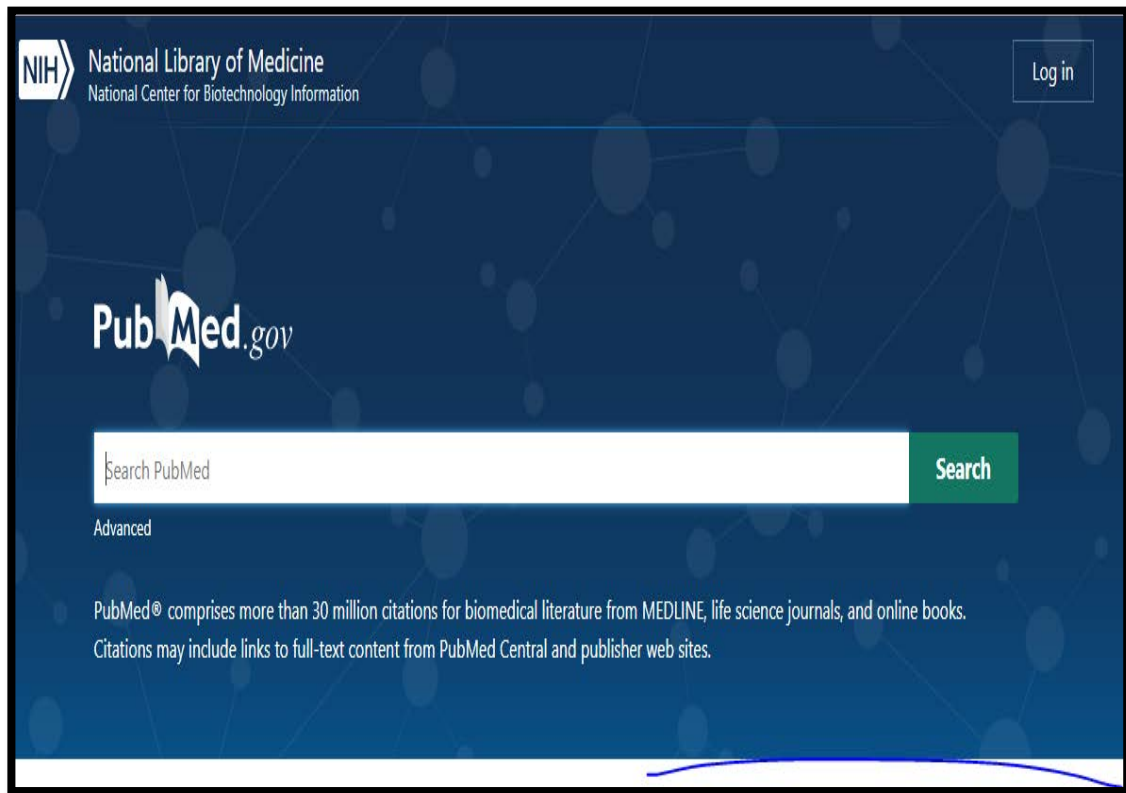 NIH
National Library of Medicine
National Center for Biotechnology Information
Log in
PubMed.gov
Search PubMed
Search
Advanced
PubMed® comprises more than 30 million citations for biomedical literature from MEDLINE, life science journals, and online books.
Citations may include links to full-text content from PubMed Central and publisher web sites.